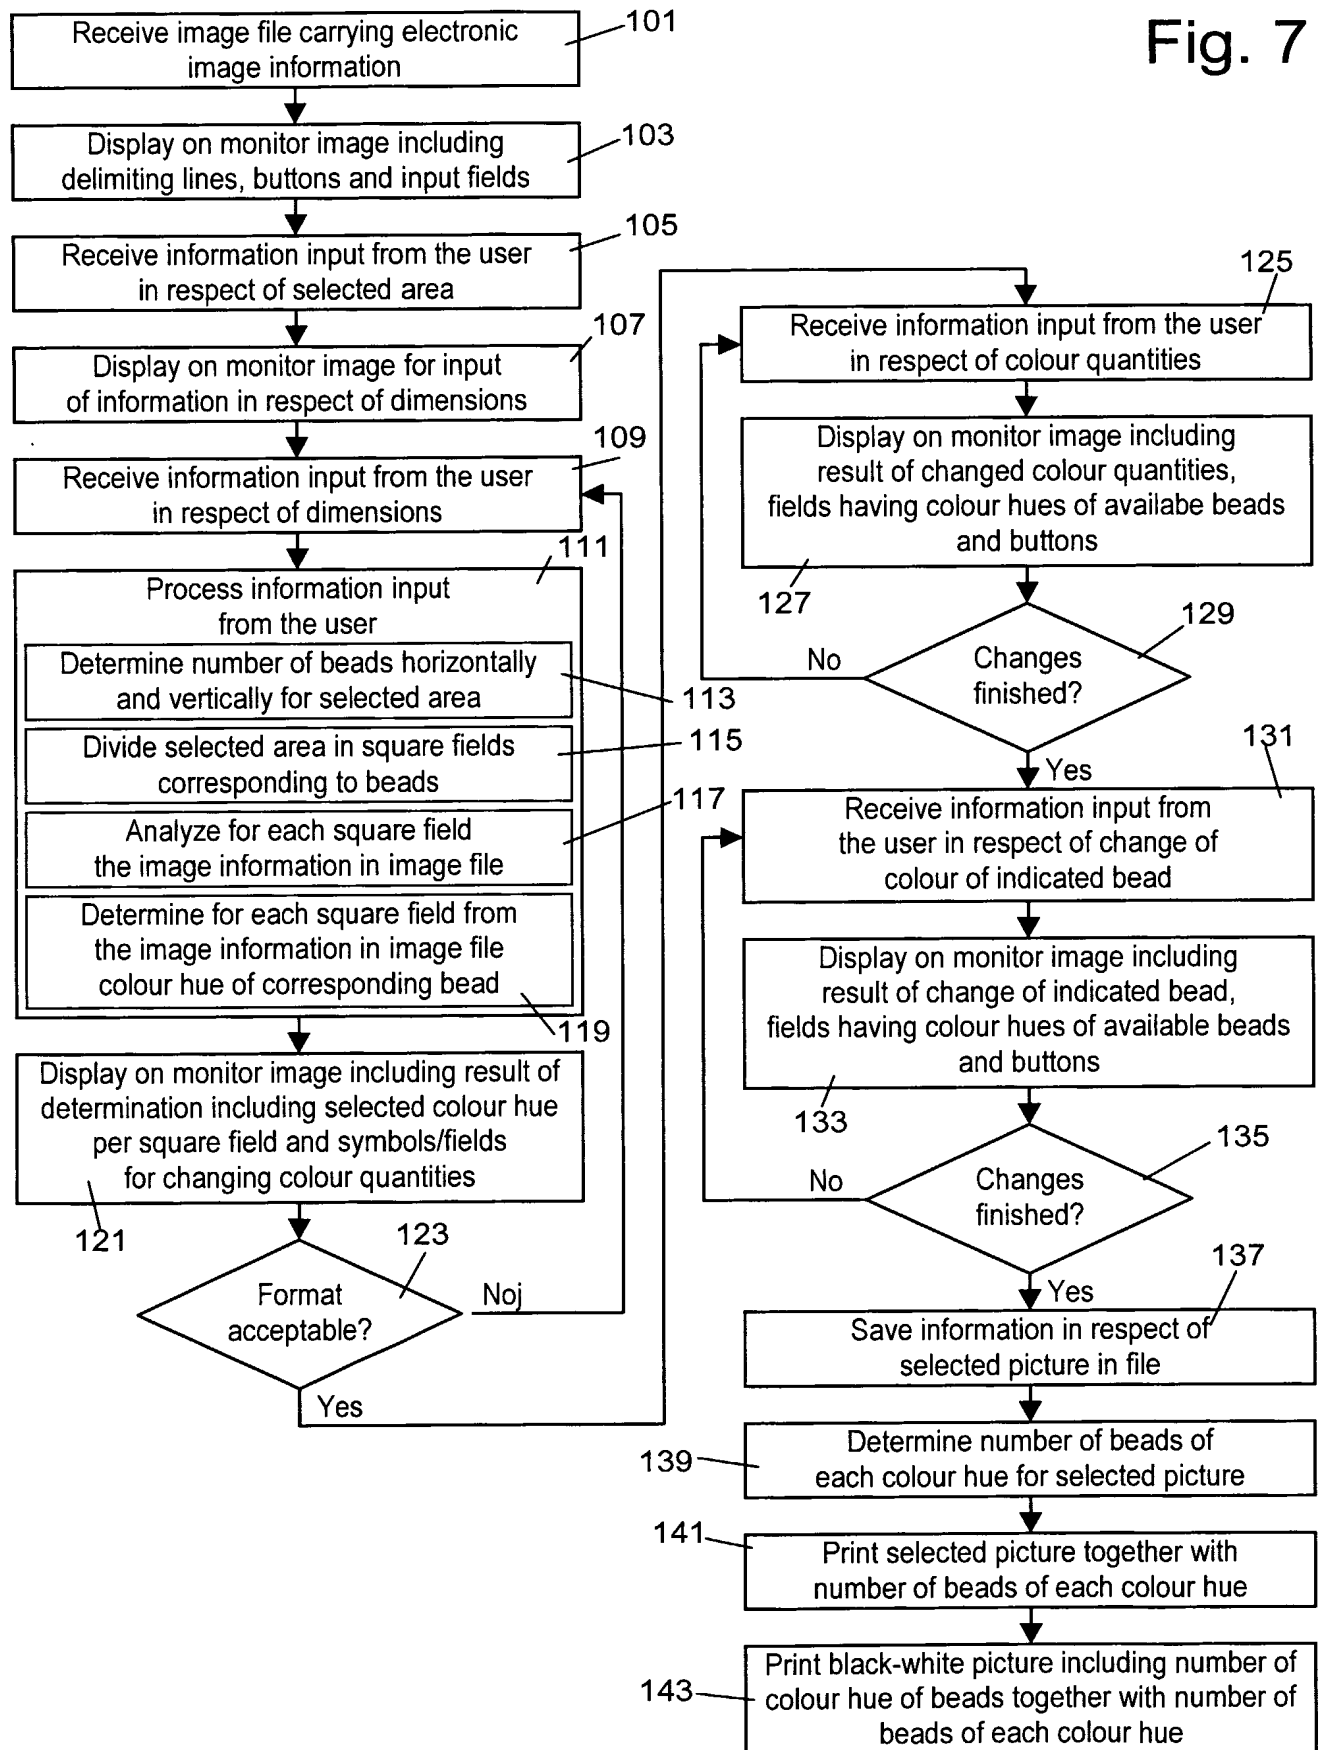 Fig. 7
101
Receive image file carrying electronic
image information
103
Display on monitor image including
delimiting lines, buttons and input fields
105
Receive information input from the user
in respect of selected area
107
Display on monitor image for input
of information in respect of dimensions
109
Receive information input from the user
in respect of dimensions
111
Process information input
from the user
Determine number of beads horizontally
and vertically for selected area
113
Divide selected area in square fields
corresponding to beads
115
Analyze for each square field
the image information in image file
117
Determine for each square field from
the image information in image file
colour hue of corresponding bead
119
Display on monitor image including result of
determination including selected colour hue
per square field and symbols/fields
for changing colour quantities
121
123
Format
acceptable?
Noj
Yes
125
Receive information input from the user
in respect of colour quantities
Display on monitor image including
result of changed colour quantities,
fields having colour hues of availabe beads
and buttons
127
129
Changes
finished?
No
Yes
131
Receive information input from
the user in respect of change of
colour of indicated bead
Display on monitor image including
result of change of indicated bead,
fields having colour hues of available beads
and buttons
133
135
Changes
finished?
No
Yes
137
Save information in respect of
selected picture in file
139
Determine number of beads of
each colour hue for selected picture
141
Print selected picture together with
number of beads of each colour hue
143
Print black-white picture including number of
colour hue of beads together with number of
beads of each colour hue